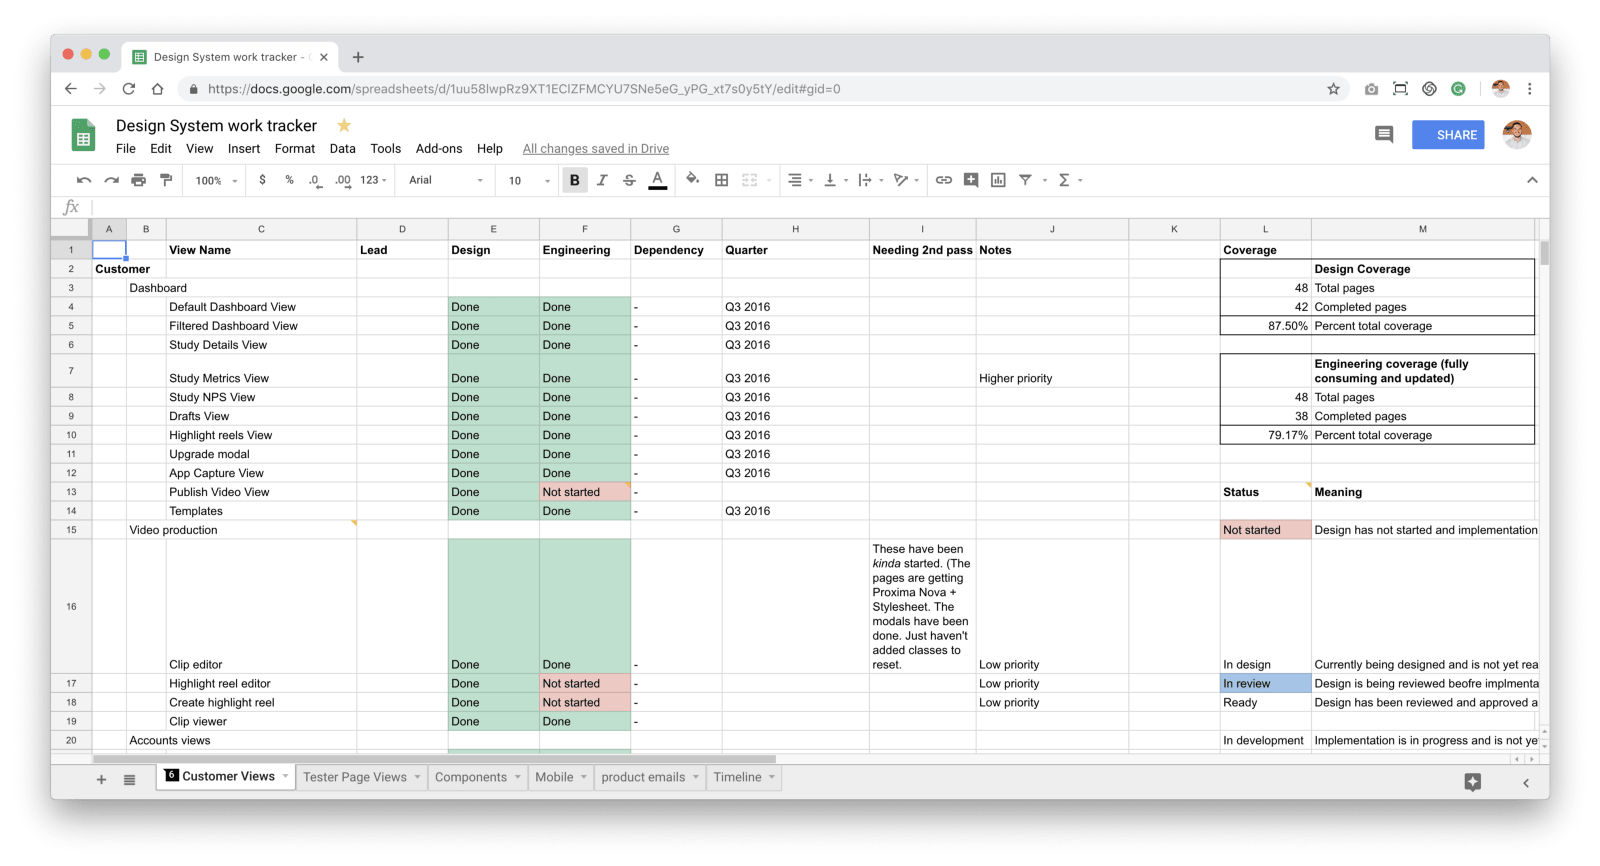 Design System work tracker -
https://docs.google.com/spreadsheets/d/1uu58lwpRz9XT1EClZFMCYU7SNe5eG_yPG_xt7s0y5tY/edit#gid=0
Design System work tracker
SHARE
File Edit View Insert Format Data Tools Add-ons Help All changes saved in Drive
100% $ % .0 .00 123 Arial 10 B I S A Σ
fx
A B C D E F G H I J K L M
1 View Name Lead Design Engineering Dependency Quarter Needing 2nd pass Notes Coverage
2 Customer Design Coverage
3 Dashboard 48 Total pages
4 Default Dashboard View Done Done - Q3 2016 42 Completed pages
5 Filtered Dashboard View Done Done - Q3 2016 87.50% Percent total coverage
6 Study Details View Done Done - Q3 2016
Engineering coverage (fully
7 Study Metrics View Done Done - Q3 2016 Higher priority consuming and updated)
8 Study NPS View Done Done - Q3 2016 48 Total pages
9 Drafts View Done Done - Q3 2016 38 Completed pages
10 Highlight reels View Done Done - Q3 2016 79.17% Percent total coverage
11 Upgrade modal Done Done - Q3 2016
12 App Capture View Done Done - Q3 2016
13 Publish Video View Done Not started - Status Meaning
14 Templates Done Done - Q3 2016
15 Video production Not started Design has not started and implementation
These have been
kinda started. (The
pages are getting
Proxima Nova +
16 Stylesheet. The
modals have been
done. Just haven't
added classes to
Clip editor Done Done - reset. Low priority In design Currently being designed and is not yet rea
17 Highlight reel editor Done Not started - Low priority In review Design is being reviewed beofre implmenta
18 Create highlight reel Done Not started - Low priority Ready Design has been reviewed and approved a
19 Clip viewer Done Done -
20 Accounts views In development Implementation is in progress and is not ye
6 Customer Views Tester Page Views Components Mobile product emails Timeline